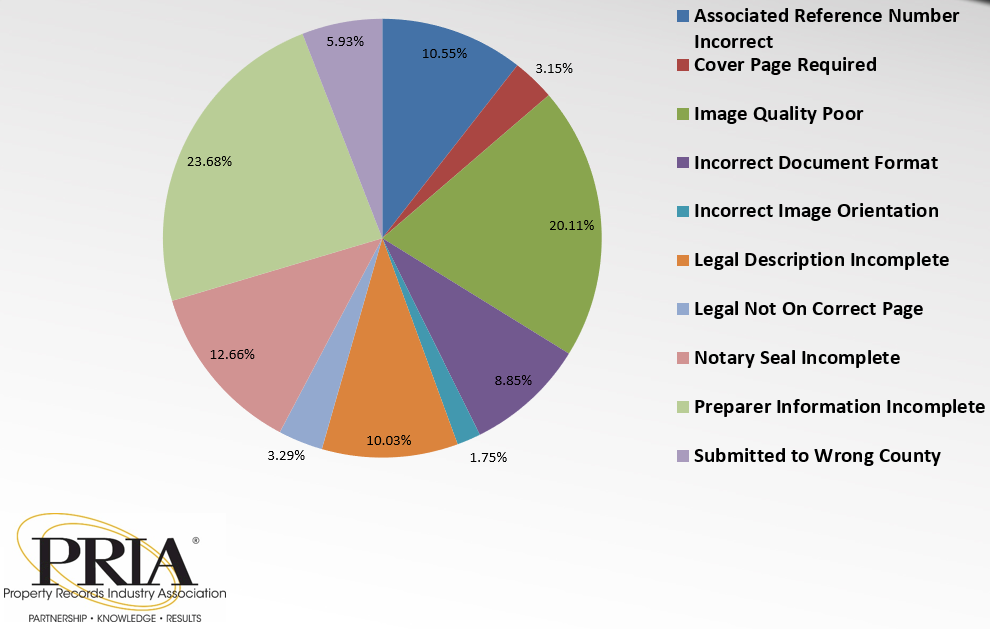 5.93%
10.55%
3.15%
23.68%
20.11%
12.66%
8.85%
10.03%
3.29%
1.75%
Associated Reference Number
Incorrect
Cover Page Required
Image Quality Poor
Incorrect Document Format
Incorrect Image Orientation
Legal Description Incomplete
Legal Not On Correct Page
Notary Seal Incomplete
Preparer Information Incomplete
Submitted to Wrong County
PRIA®
Property Records Industry Association
PARTNERSHIP • KNOWLEDGE • RESULTS